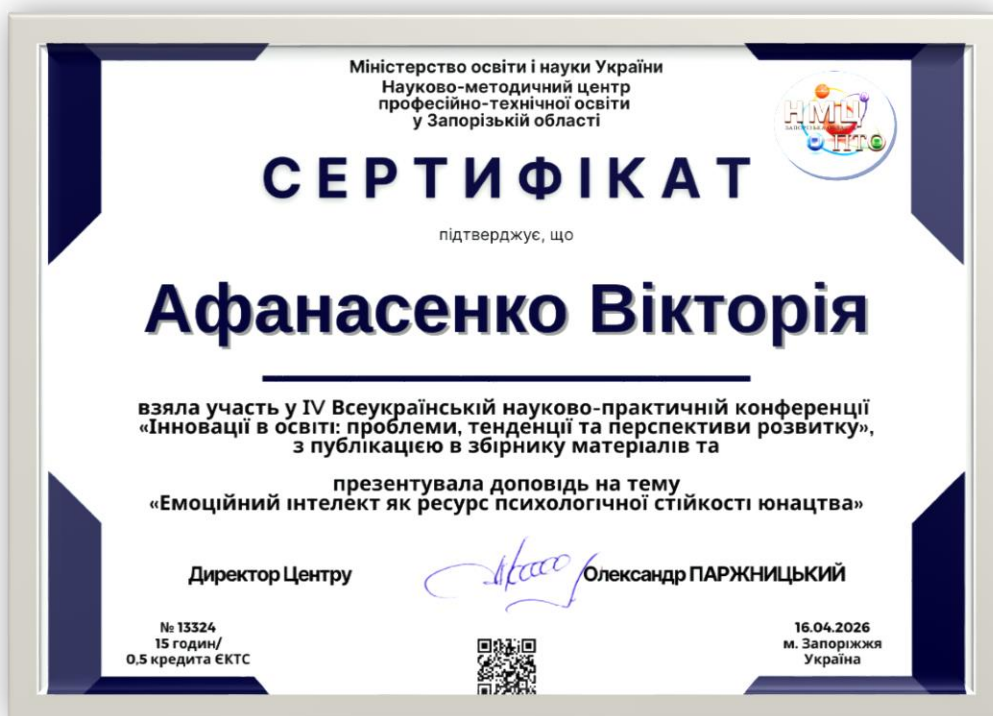 Міністерство освіти і науки України
Науково-методичний центр
професійно-технічної освіти
у Запорізькій області
НМЦ
ПТО
СЕРТИФІКАТ
підтверджує, що
Афанасенко Вікторія
взяла участь у IV Всеукраїнській науково-практичній конференції
«Інновації в освіті: проблеми, тенденції та перспективи розвитку»,
з публікацією в збірнику матеріалів та
презентувала доповідь на тему
«Емоційний інтелект як ресурс психологічної стійкості юнацтва»
Директор Центру
Олександр ПАРЖНИЦЬКИЙ
№ 13324
15 годин/
0,5 кредита ЄКТС
16.04.2026
м. Запоріжжя
Україна